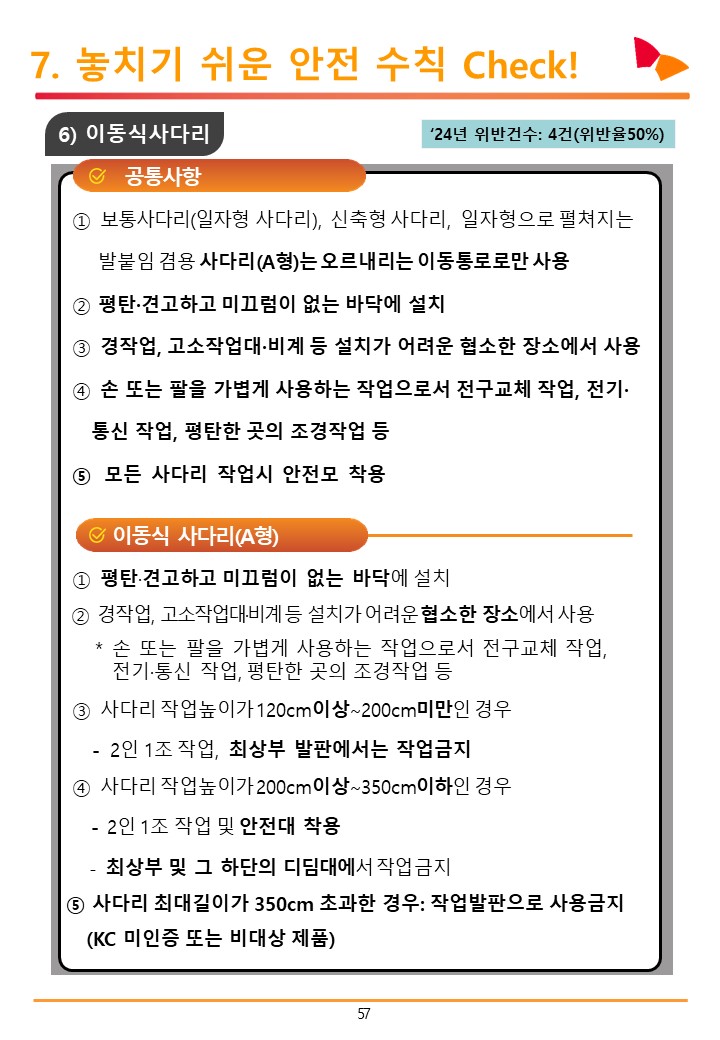 7. 놓치기 쉬운 안전 수칙 Check!
6) 이동식사다리
‘24년 위반건수: 4건(위반율50%)
공통사항
① 보통사다리(일자형 사다리), 신축형 사다리, 일자형으로 펼쳐지는
발붙임 겸용 사다리(A형)는 오르내리는 이동통로로만 사용
② 평탄·견고하고 미끄럼이 없는 바닥에 설치
③ 경작업, 고소작업대·비계 등 설치가 어려운 협소한 장소에서 사용
④ 손 또는 팔을 가볍게 사용하는 작업으로서 전구교체 작업, 전기·
통신 작업, 평탄한 곳의 조경작업 등
⑤ 모든 사다리 작업시 안전모 착용
이동식 사다리(A형)
① 평탄·견고하고 미끄럼이 없는 바닥에 설치
② 경작업, 고소작업대·비계 등 설치가 어려운 협소한 장소에서 사용
* 손 또는 팔을 가볍게 사용하는 작업으로서 전구교체 작업,
전기·통신 작업, 평탄한 곳의 조경작업 등
③ 사다리 작업높이가 120cm이상~200cm미만인 경우
- 2인 1조 작업, 최상부 발판에서는 작업금지
④ 사다리 작업높이가 200cm이상~350cm이하인 경우
- 2인 1조 작업 및 안전대 착용
- 최상부 및 그 하단의 디딤대에서 작업금지
⑤ 사다리 최대길이가 350cm 초과한 경우: 작업발판으로 사용금지
(KC 미인증 또는 비대상 제품)
57